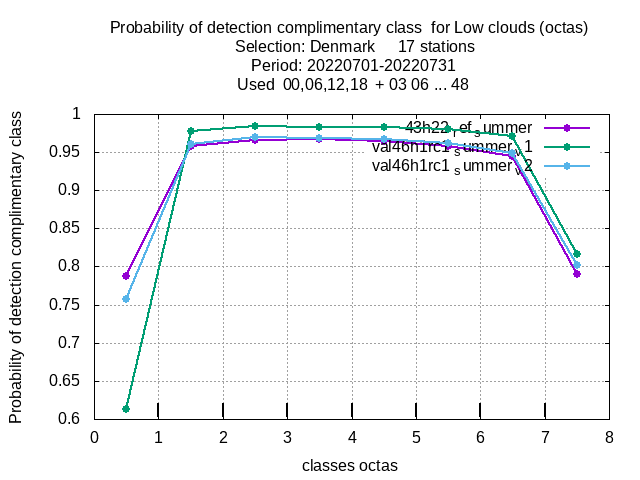 Probability of detection complimentary class  for Low clouds (octas)
Selection: Denmark     17 stations
Period: 20220701-20220731
Used  00,06,12,18  + 03 06 ... 48
Probability of detection complimentary class
1
0.95
0.9
0.85
0.8
0.75
0.7
0.65
0.6
0 1 2 3 4 5 6 7 8
classes octas
43h22_ref_summer
val46h1rc1_summer_v1
val46h1rc1_summer_v2